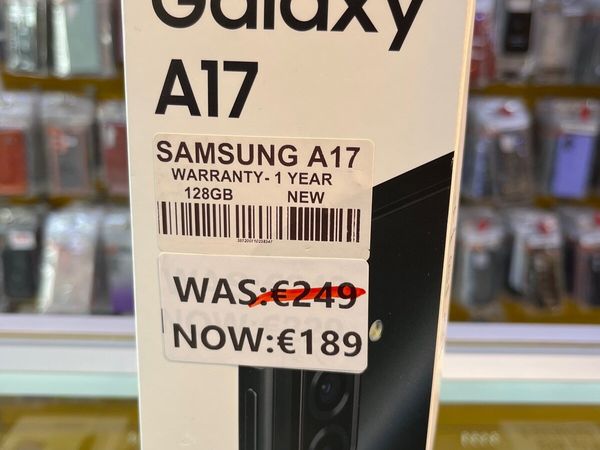 Galaxy
A17
SAMSUNG A17
WARRANTY- 1 YEAR
128GB NEW
WAS:€249
NOW:€189